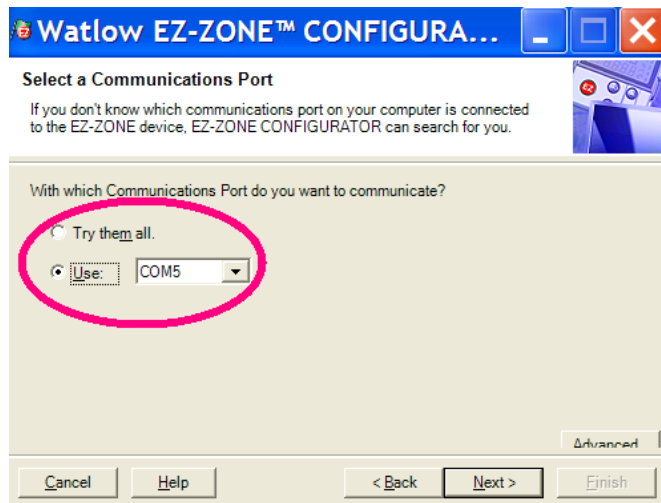 Watlow EZ-ZONE™ CONFIGURA...
Select a Communications Port
If you don't know which communications port on your computer is connected
to the EZ-ZONE device, EZ-ZONE CONFIGURATOR can search for you.
With which Communications Port do you want to communicate?
Try them all.
Use: COM5
Advanced
Cancel Help < Back Next > Finish